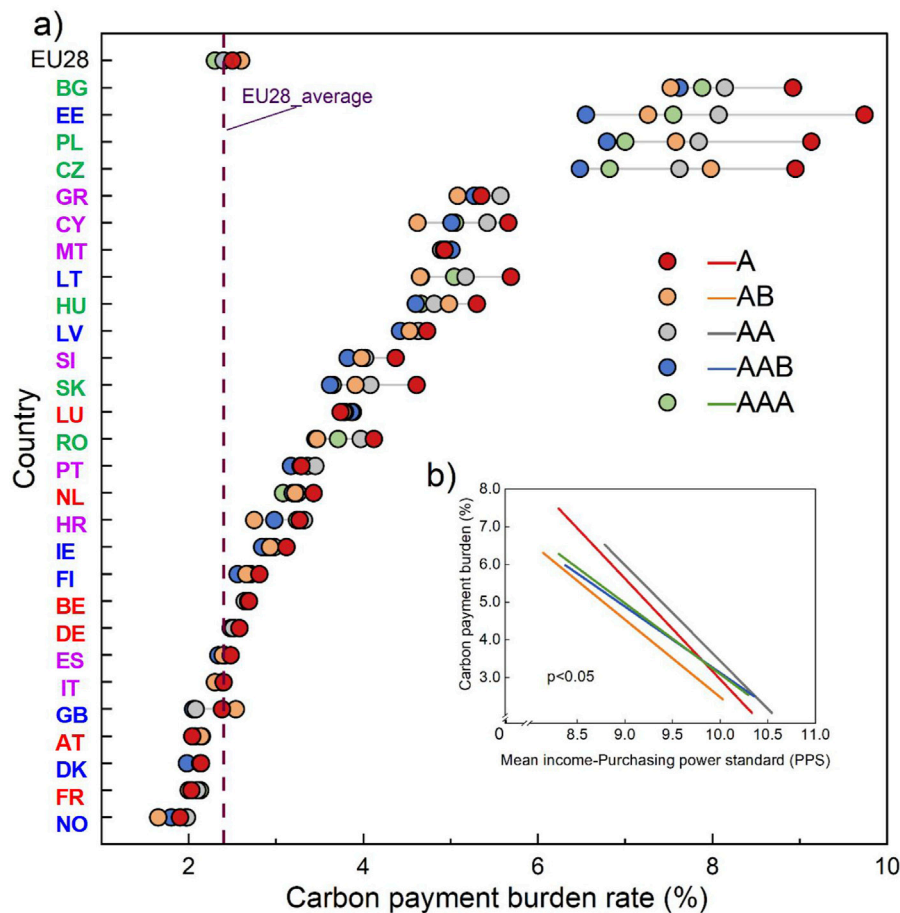 a)
EU28
EU28_average
BG
EE
PL
CZ
GR
CY
MT
LT
HU
LV
SI
SK
LU
RO
PT
NL
HR
IE
FI
BE
DE
ES
IT
GB
AT
DK
FR
NO
Country
2 4 6 8 10
Carbon payment burden rate (%)
A
AB
AA
AAB
AAA
b)
8.0
7.0
6.0
5.0
4.0
3.0
Carbon payment burden (%)
p<0.05
0 8.5 9.0 9.5 10.0 10.5 11.0
Mean income-Purchasing power standard (PPS)